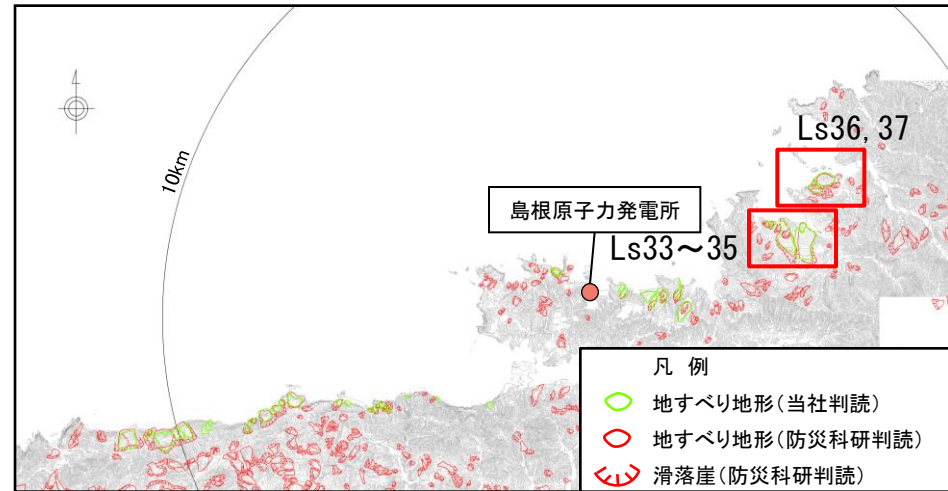 4
10km
Ls36, 37
島根原子力発電所
Ls33～35
凡 例
地すべり地形(当社判読)
地すべり地形(防災科研判読)
滑落崖(防災科研判読)